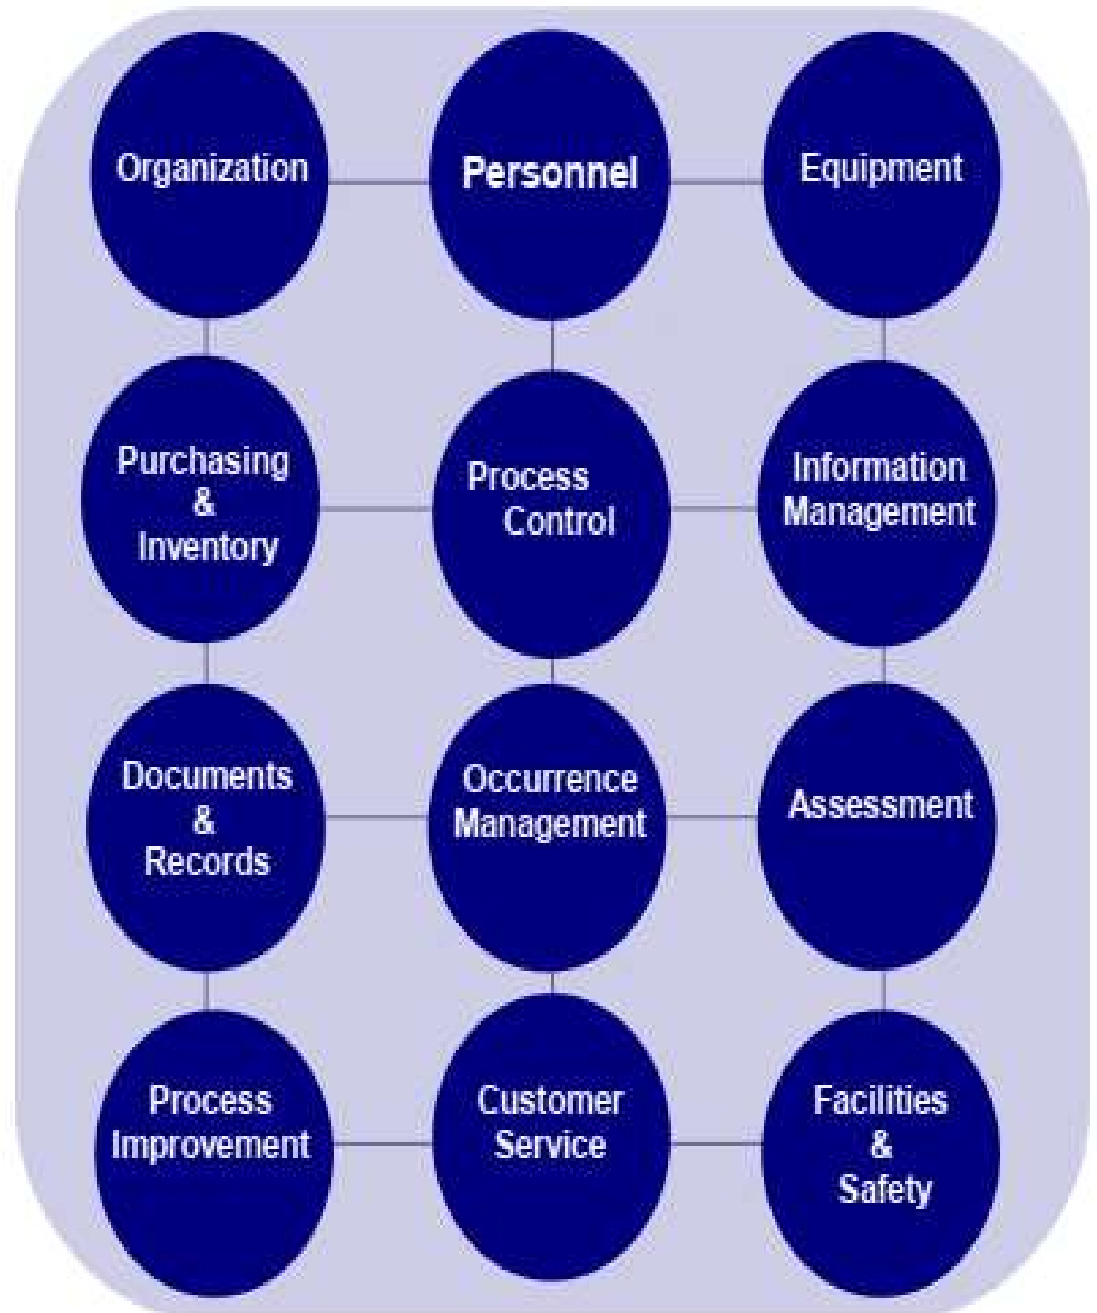 Organization
Personnel
Equipment
Purchasing
&
Inventory
Process
Control
Information
Management
Documents
&
Records
Occurrence
Management
Assessment
Process
Improvement
Customer
Service
Facilities
&
Safety